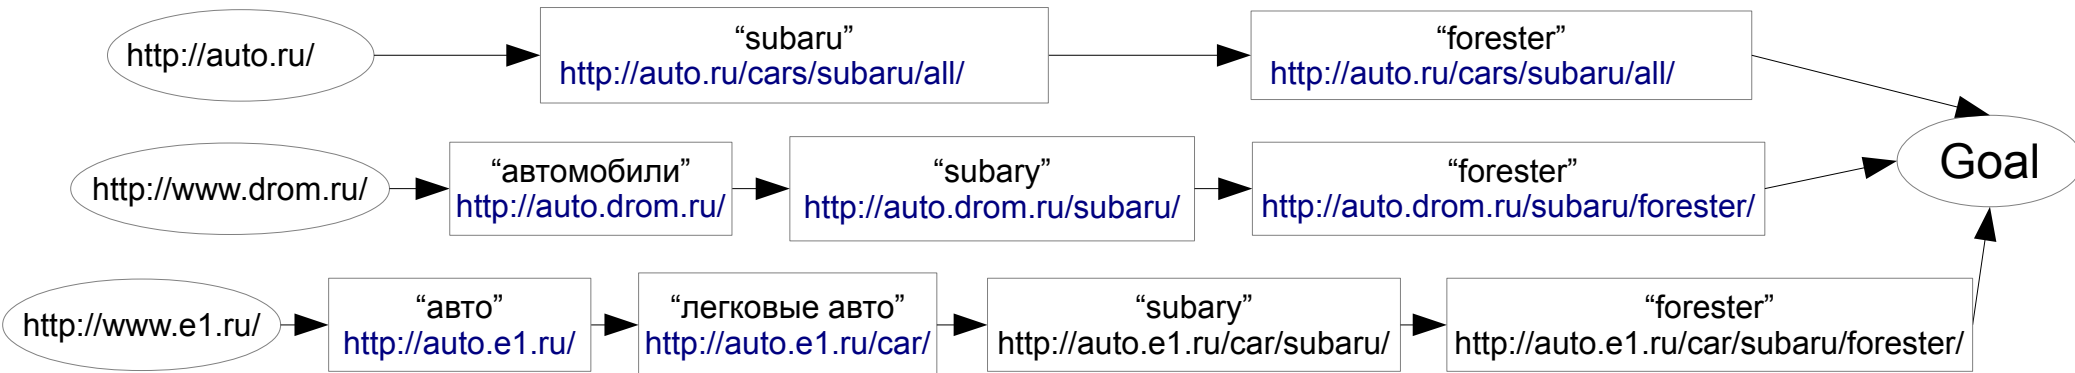 http://auto.ru/
“subaru”
http://auto.ru/cars/subaru/all/
“forester”
http://auto.ru/cars/subaru/all/
Goal
http://www.drom.ru/
“автомобили”
http://auto.drom.ru/
“subary”
http://auto.drom.ru/subaru/
“forester”
http://auto.drom.ru/subaru/forester/
http://www.e1.ru/
“авто”
http://auto.e1.ru/
“легковые авто”
http://auto.e1.ru/car/
“subary”
http://auto.e1.ru/car/subaru/
“forester”
http://auto.e1.ru/car/subaru/forester/